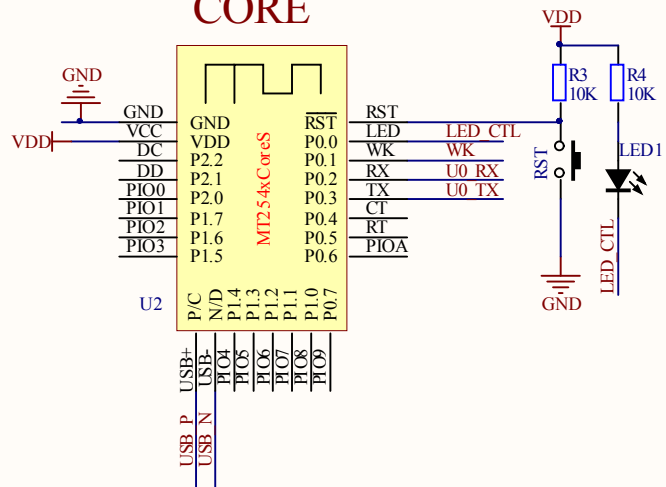 CORE
VDD
GND
R3
10K
R4
10K
GND
VCC
DC
DD
PIO0
PIO1
PIO2
PIO3
VDD
GND
VDD
P2.2
P2.1
P2.0
P1.7
P1.6
P1.5
MT254xCoreS
RST
P0.0
P0.1
P0.2
P0.3
P0.4
P0.5
P0.6
RST
LED
WK
RX
TX
CT
RT
PIOA
LED_CTL
WK
U0_RX
U0_TX
RST
LED1
LED_CTL
GND
U2
P/C
N/D
P1.4
P1.3
P1.2
P1.1
P1.0
P0.7
USB+
USB-
PIO4
PIO5
PIO6
PIO7
PIO8
PIO9
USB_P
USB_N